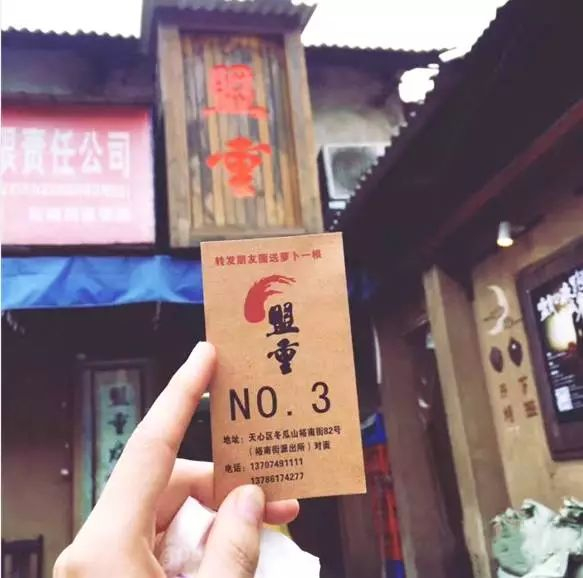 盟
重
限责任公司
转发朋友圈送萝卜一根
盟
重
NO. 3
地址：天心区冬瓜山裕南街82号
（裕南街派出所）对面
电话：13707491111
13786174277
盟重